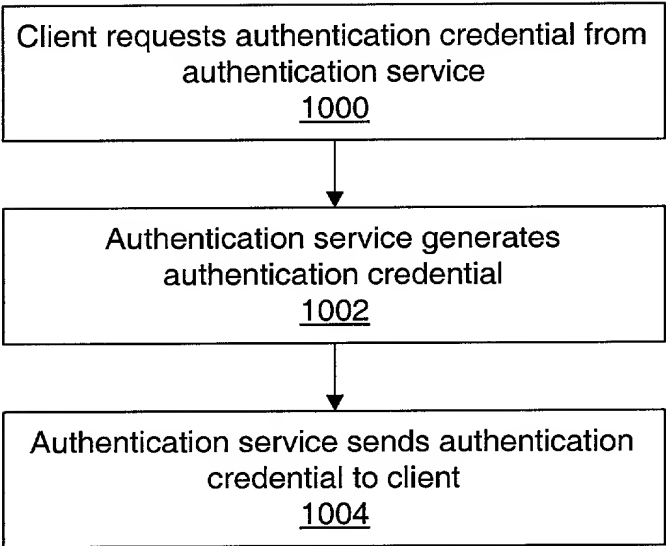 Client requests authentication credential from
authentication service
1000
Authentication service generates
authentication credential
1002
Authentication service sends authentication
credential to client
1004